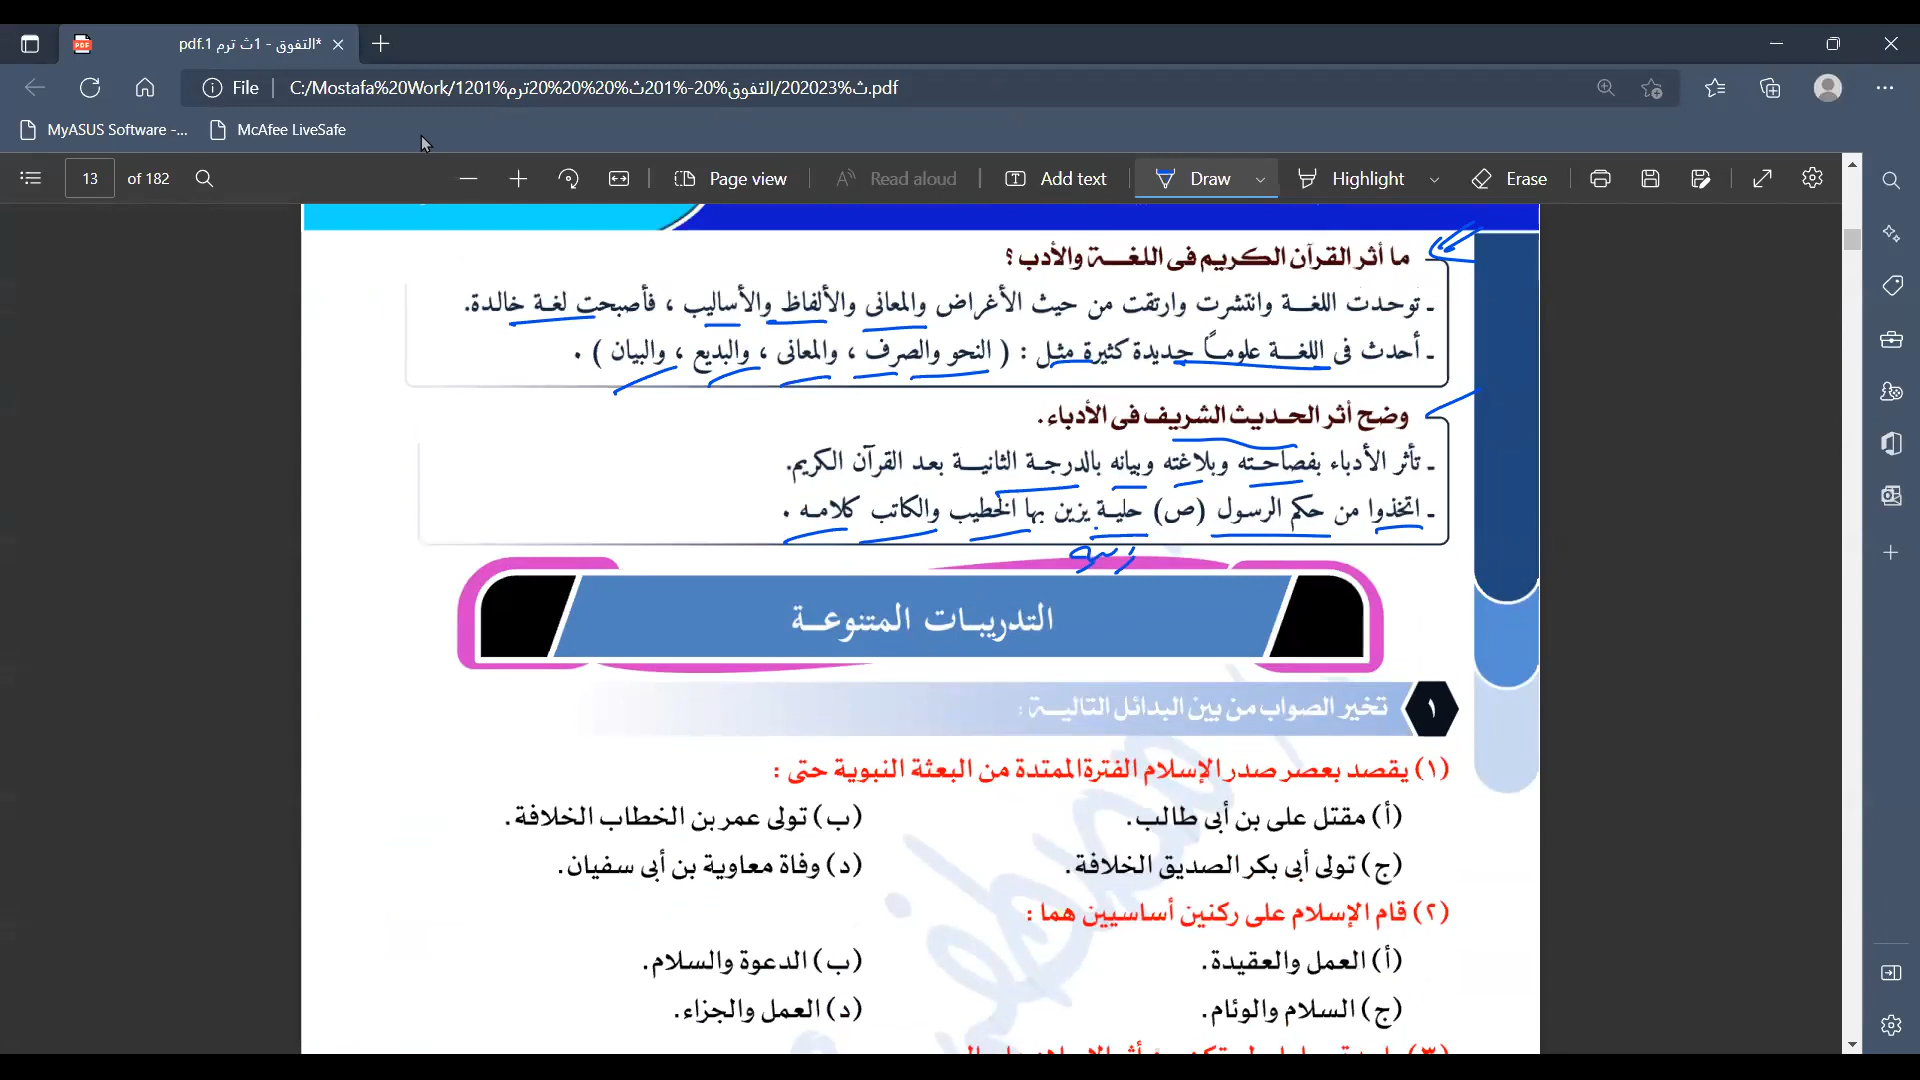 *التفوق - 1ث ترم 1.pdf
File
C:/Mostafa%20Work/1201%ث%20%20%20ترم%201%ث20%-20%التفوق/202023.pdf
MyASUS Software -...
McAfee LiveSafe
13 of 182
Page view
Read aloud
Add text
Draw
Highlight
Erase
ما أثر القرآن الكريم فى اللغة والأدب ؟
- توحدت اللغة وانتشرت وارتقت من حيث الأغراض والمعانى والألفاظ والأساليب ، فأصبحت لغة خالدة.
- أحدث فى اللغة علوماً جديدة كثيرة مثل : ( النحو والصرف ، والمعانى ، والبديع ، والبيان ) .
وضح أثر الحديث الشريف فى الأدباء.
- تأثر الأدباء بفصاحته وبلاغته وبيانه بالدرجة الثانية بعد القرآن الكريم.
- اتخذوا من حكم الرسول (ص) حلية يزين بها الخطيب والكاتب كلامه .
التدريبات المتنوعة
١ تخير الصواب من بين البدائل التالية :
(١) يقصد بعصر صدر الإسلام الفترة الممتدة من البعثة النبوية حتى :
(أ) مقتل على بن أبى طالب. (ب) تولى عمر بن الخطاب الخلافة.
(ج) تولى أبى بكر الصديق الخلافة. (د) وفاة معاوية بن أبى سفيان.
(٢) قام الإسلام على ركنين أساسيين هما :
(أ) العمل والعقيدة. (ب) الدعوة والسلام.
(ج) السلام والوئام. (د) العمل والجزاء.